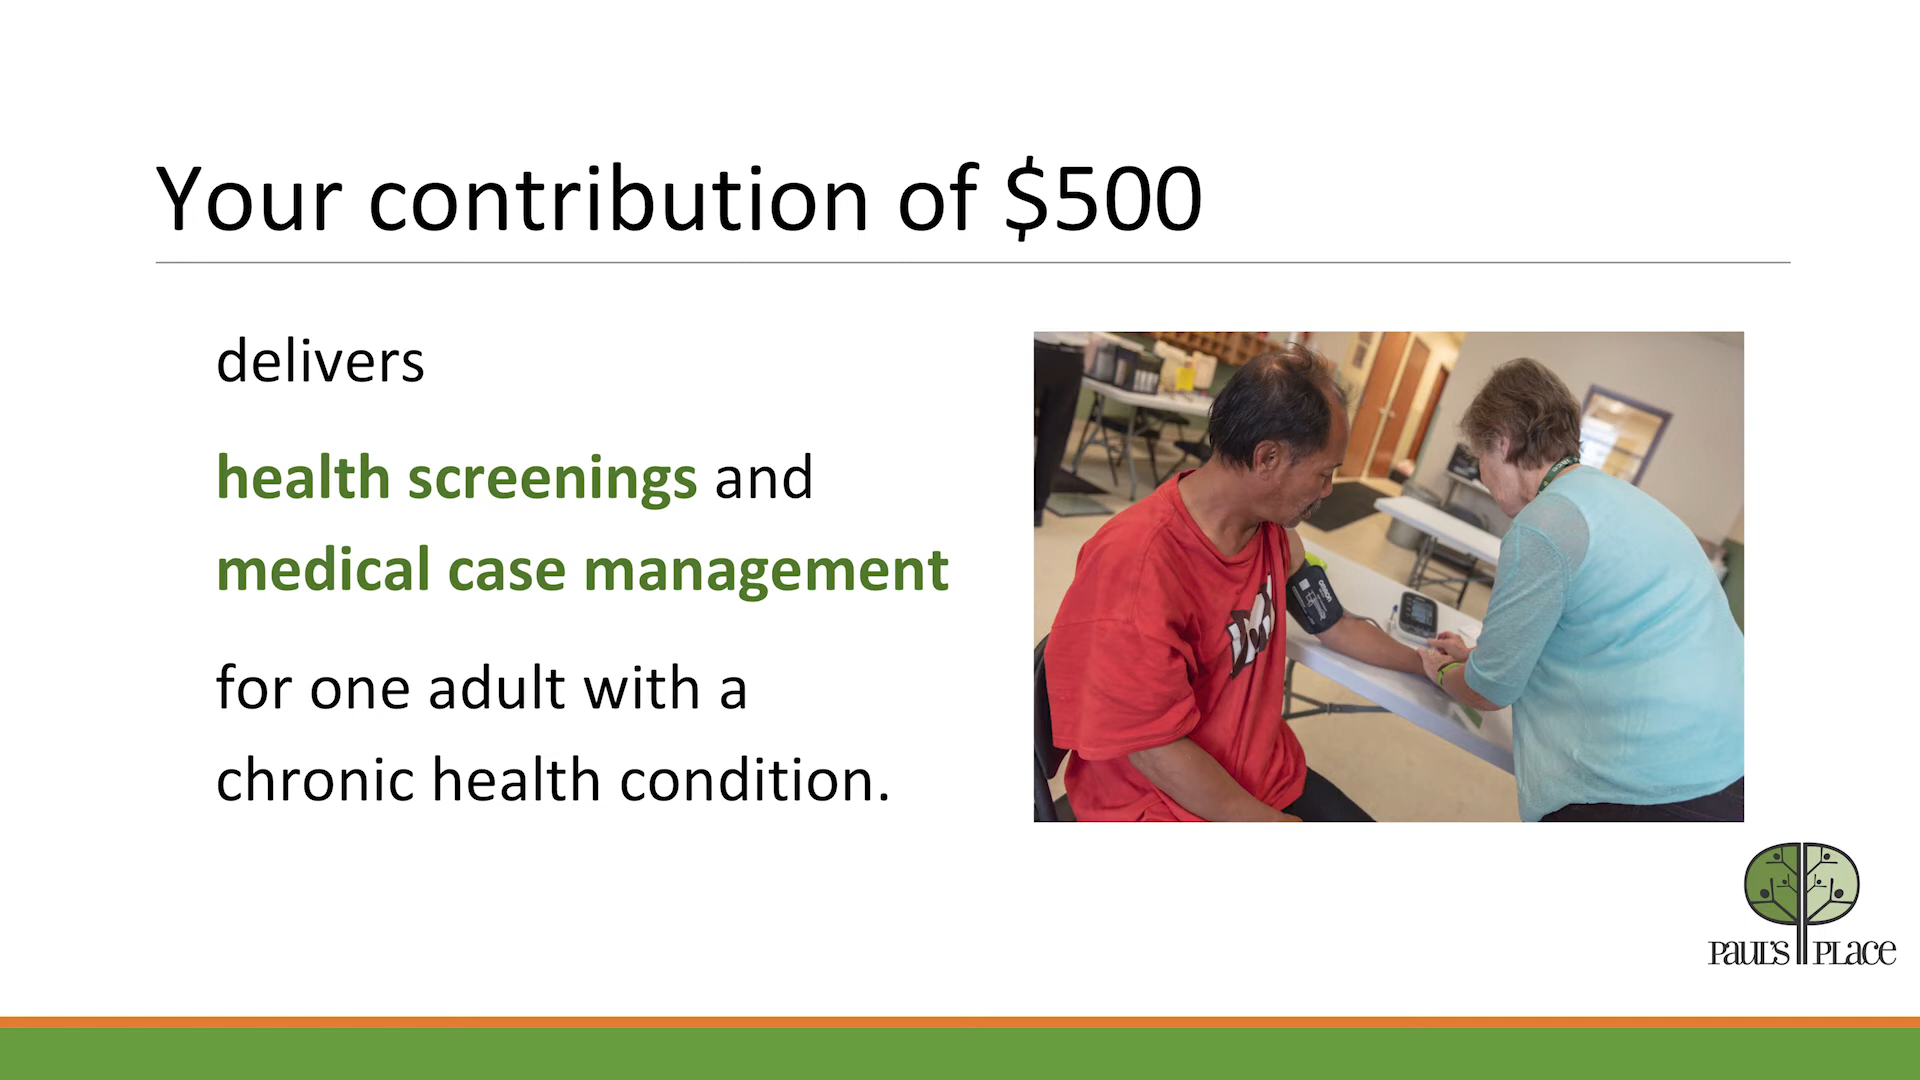 Your contribution of $500
delivers
health screenings and
medical case management
for one adult with a
chronic health condition.
OMRON
PAUL'S PLACE